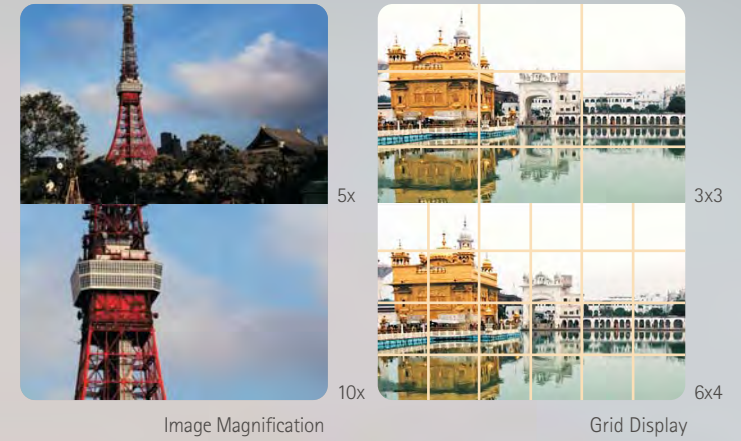 5x
10x
Image Magnification
3x3
6x4
Grid Display